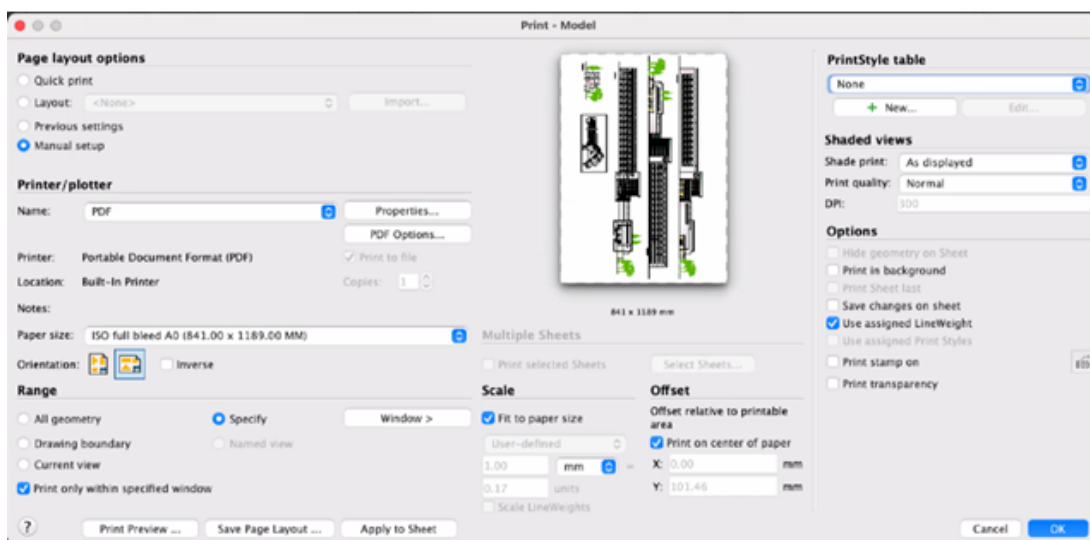 Print - Model
Page layout options
Quick print
Layout: <None> Import...
Previous settings
Manual setup
Printer/plotter
Name: PDF Properties...
PDF Options...
Printer: Portable Document Format (PDF) Print to file
Location: Built-In Printer Copies: 1
Notes:
Paper size: ISO full bleed A0 (841.00 x 1189.00 MM)
Orientation: Inverse
Range
All geometry Specify Window >
Drawing boundary Named view
Current view
Print only within specified window
? Print Preview ... Save Page Layout ... Apply to Sheet
841 x 1189 mm
Multiple Sheets
Print selected Sheets Select Sheets...
Scale
Fit to paper size
User-defined
1.00 mm =
0.17 units
Scale LineWeights
Offset
Offset relative to printable
area
Print on center of paper
X: 0.00 mm
Y: 101.46 mm
PrintStyle table
None
+ New... Edit...
Shaded views
Shade print: As displayed
Print quality: Normal
DPI: 300
Options
Hide geometry on Sheet
Print in background
Print Sheet last
Save changes on sheet
Use assigned LineWeight
Use assigned Print Styles
Print stamp on
Print transparency
Cancel OK